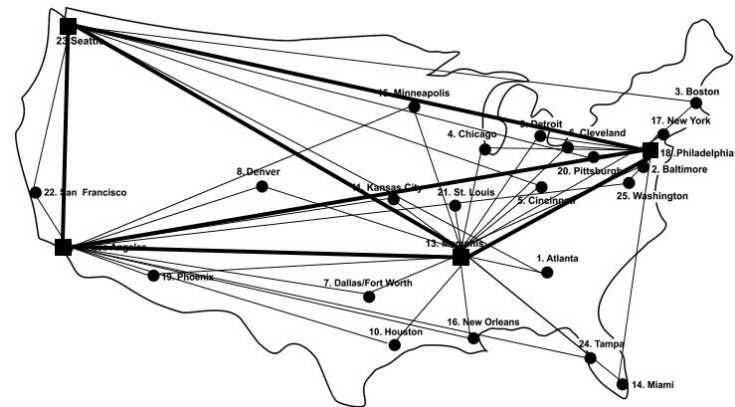 23 Seattle
15. Minneapolis
3. Boston
17. New York
9. Detroit
6. Cleveland
4. Chicago
18. Philadelphia
20. Pittsburgh
2. Baltimore
8. Denver
11. Kansas City
21. St. Louis
5. Cincinnati
25. Washington
22. San Francisco
13. Memphis
Los Angeles
1. Atlanta
19. Phoenix
7. Dallas/Fort Worth
16. New Orleans
10. Houston
24. Tampa
14. Miami